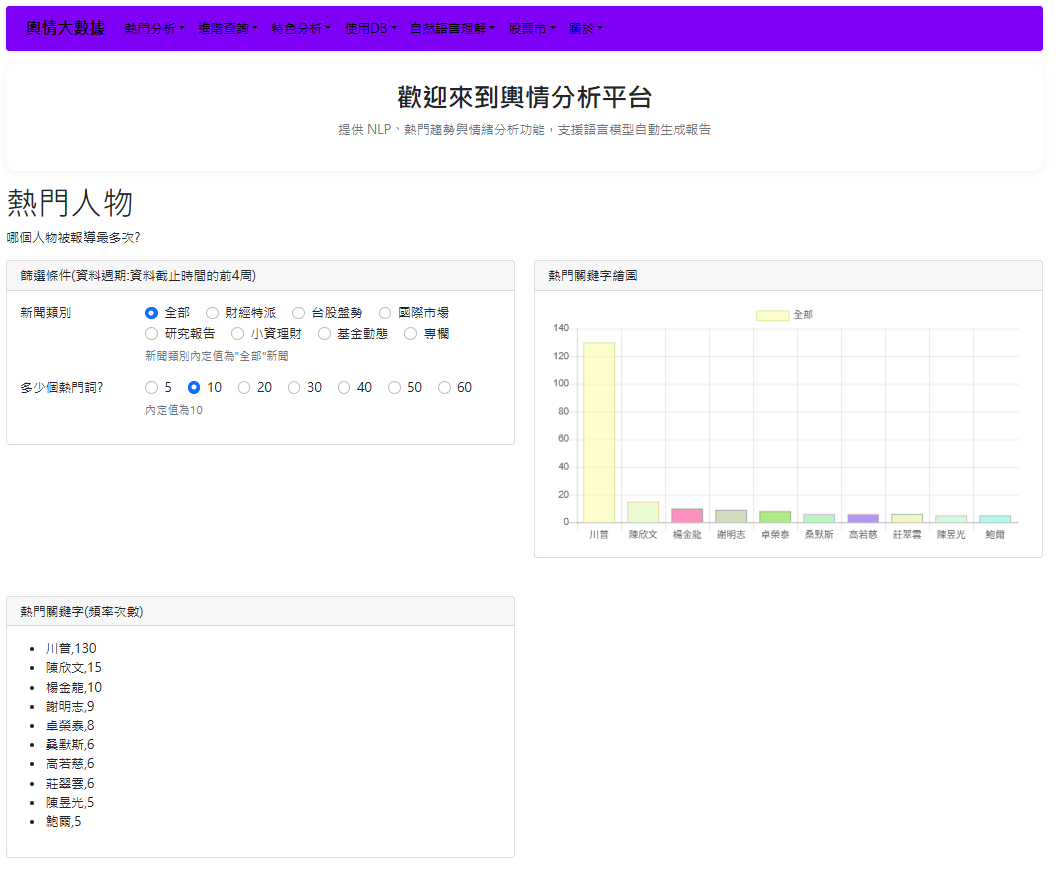 輿情大數據 熱門分析 進階查詢 特色分析 使用DB 自然語言理解 股票市 關於
歡迎來到輿情分析平台
提供 NLP、熱門趨勢與情緒分析功能，支援語言模型自動生成報告
熱門人物
哪個人物被報導最多次?
篩選條件(資料週期:資料截止時間的前4周)
新聞類別 全部 財經特派 台股盤勢 國際市場
研究報告 小資理財 基金動態 專欄
新聞類別內定值為"全部"新聞
多少個熱門詞? 5 10 20 30 40 50 60
內定值為10
熱門關鍵字繪圖
全部
140
120
100
80
60
40
20
0
川普 陳欣文 楊金龍 謝明志 卓榮泰 桑默斯 高若慈 莊翠雲 陳昱光 鮑爾
熱門關鍵字(頻率次數)
川普,130
陳欣文,15
楊金龍,10
謝明志,9
卓榮泰,8
桑默斯,6
高若慈,6
莊翠雲,6
陳昱光,5
鮑爾,5